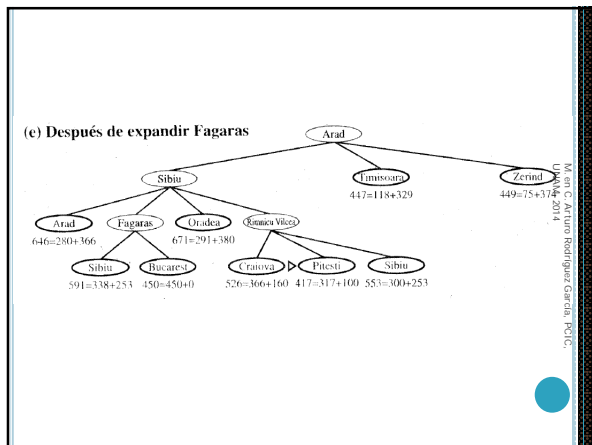 (e) Después de expandir Fagaras
Arad
Sibiu
Timisoara
447=118+329
Zerind
449=75+374
Arad
646=280+366
Fagaras
Oradea
671=291+380
Rimnicu Vilcea
Sibiu
591=338+253
Bucarest
450=450+0
Craiova
526=366+160
Pitesti
417=317+100
Sibiu
553=300+253
M. en C. Arturo Rodríguez García, PCIC,
UNAM, 2014